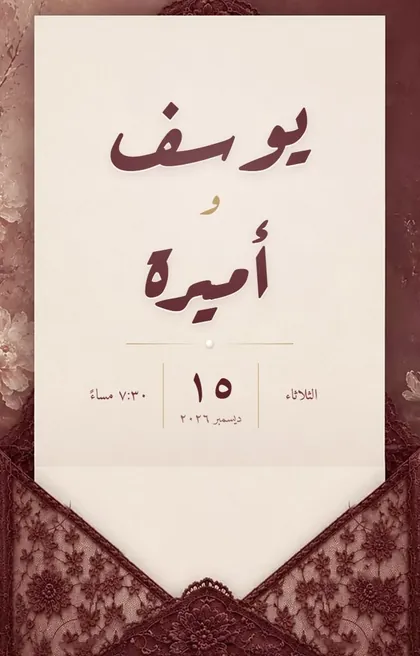 يوسف
و
أميرة
الثلاثاء
١٥
ديسمبر ٢٠٢٦
٧:٣٠ مساءً